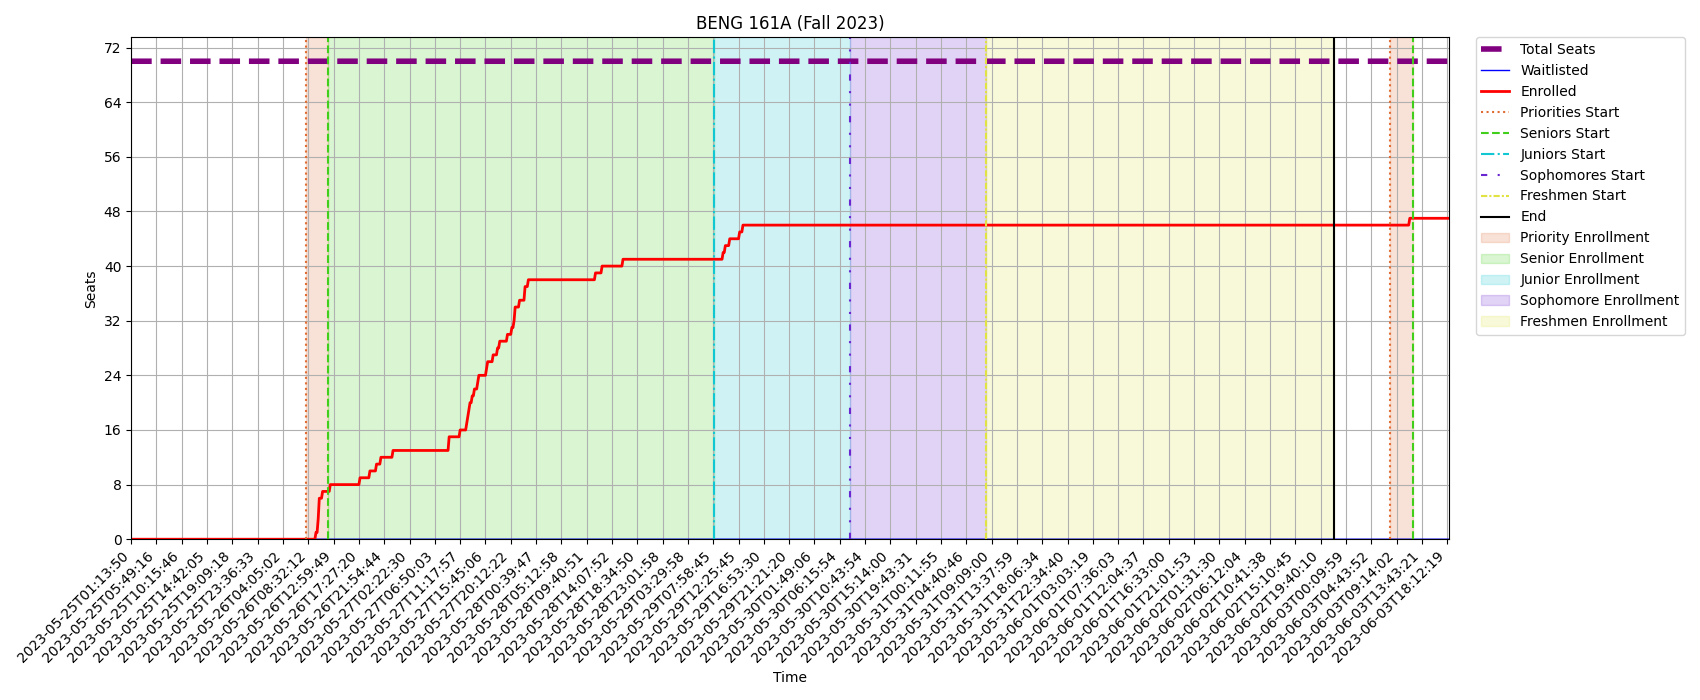 BENG 161A (Fall 2023)
Seats
72
64
56
48
40
32
24
16
8
0
2023-05-25T01:13:50
2023-05-25T05:49:16
2023-05-25T10:15:46
2023-05-25T14:42:05
2023-05-25T19:09:18
2023-05-25T23:36:33
2023-05-26T04:05:02
2023-05-26T08:32:12
2023-05-26T12:59:49
2023-05-26T17:27:20
2023-05-26T21:54:44
2023-05-27T02:22:30
2023-05-27T06:50:03
2023-05-27T11:17:57
2023-05-27T15:45:06
2023-05-27T20:12:22
2023-05-28T00:39:47
2023-05-28T05:12:58
2023-05-28T09:40:51
2023-05-28T14:07:52
2023-05-28T18:34:50
2023-05-28T23:01:58
2023-05-29T03:29:58
2023-05-29T07:58:45
2023-05-29T12:25:45
2023-05-29T16:53:30
2023-05-29T21:21:20
2023-05-30T01:49:06
2023-05-30T06:15:54
2023-05-30T10:43:54
2023-05-30T15:14:00
2023-05-30T19:43:31
2023-05-31T00:11:55
2023-05-31T04:40:46
2023-05-31T09:09:00
2023-05-31T13:37:59
2023-05-31T18:06:34
2023-05-31T22:34:40
2023-06-01T03:03:19
2023-06-01T07:36:03
2023-06-01T12:04:37
2023-06-01T16:33:00
2023-06-01T21:01:53
2023-06-02T01:31:30
2023-06-02T06:12:04
2023-06-02T10:41:38
2023-06-02T15:10:45
2023-06-02T19:40:10
2023-06-03T00:09:59
2023-06-03T04:43:52
2023-06-03T09:14:02
2023-06-03T13:43:21
2023-06-03T18:12:19
Time
Total Seats
Waitlisted
Enrolled
Priorities Start
Seniors Start
Juniors Start
Sophomores Start
Freshmen Start
End
Priority Enrollment
Senior Enrollment
Junior Enrollment
Sophomore Enrollment
Freshmen Enrollment